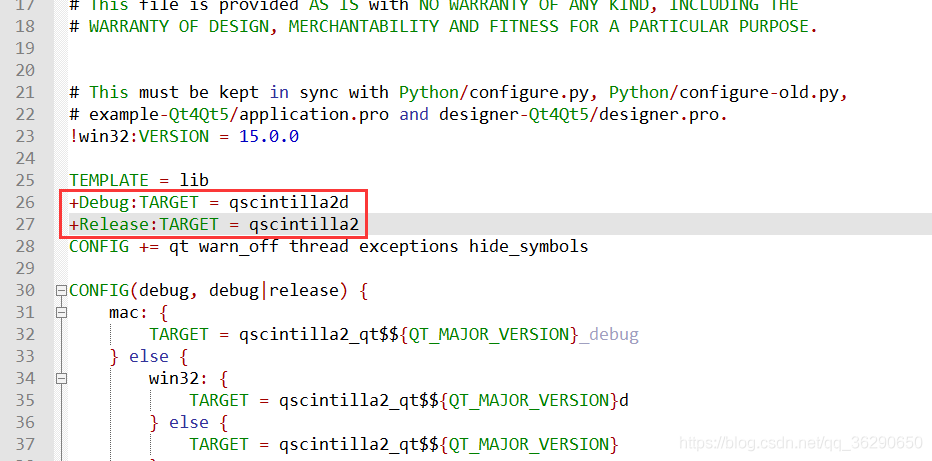 17 # This file is provided AS IS with NO WARRANTY OF ANY KIND, INCLUDING THE
18 # WARRANTY OF DESIGN, MERCHANTABILITY AND FITNESS FOR A PARTICULAR PURPOSE.
19
20
21 # This must be kept in sync with Python/configure.py, Python/configure-old.py,
22 # example-Qt4Qt5/application.pro and designer-Qt4Qt5/designer.pro.
23 !win32:VERSION = 15.0.0
24
25 TEMPLATE = lib
26 +Debug:TARGET = qscintilla2d
27 +Release:TARGET = qscintilla2
28 CONFIG += qt warn_off thread exceptions hide_symbols
29
30 CONFIG(debug, debug|release) {
31     mac: {
32         TARGET = qscintilla2_qt$${QT_MAJOR_VERSION}_debug
33     } else {
34         win32: {
35             TARGET = qscintilla2_qt$${QT_MAJOR_VERSION}d
36         } else {
37             TARGET = qscintilla2_qt$${QT_MAJOR_VERSION}
https://blog.csdn.net/qq_36290650